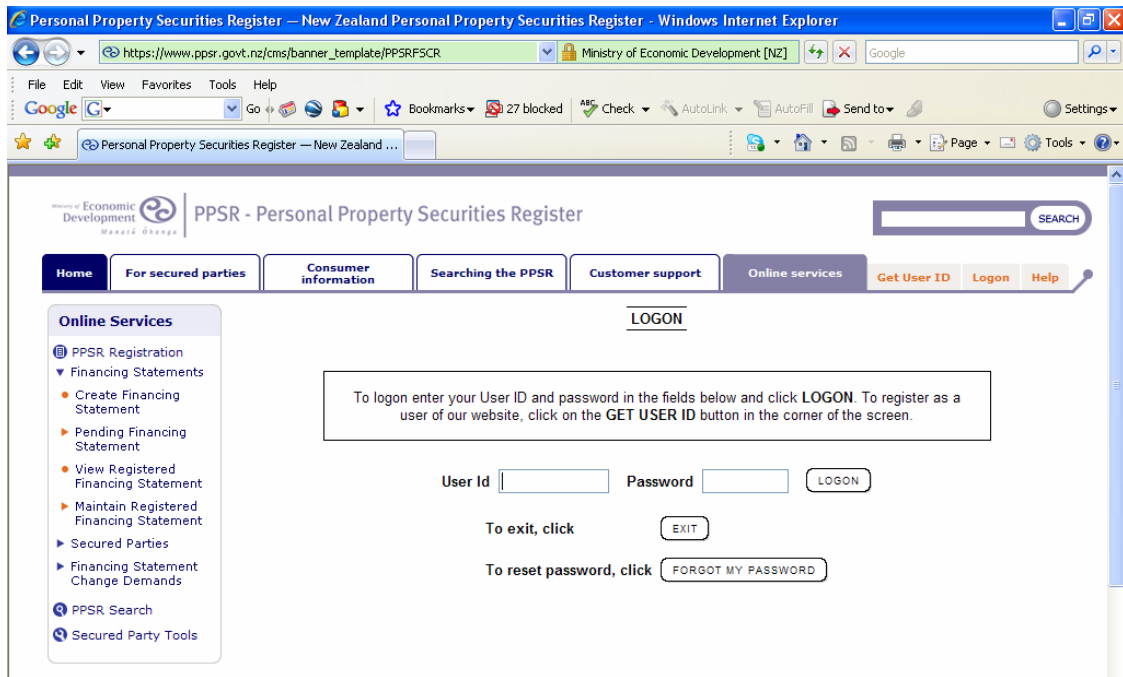 Personal Property Securities Register — New Zealand Personal Property Securities Register - Windows Internet Explorer
https://www.ppsr.govt.nz/cms/banner_template/PPSRFSCR Ministry of Economic Development [NZ] Google
File Edit View Favorites Tools Help
Google G Go Bookmarks 27 blocked ABC Check AutoLink AutoFill Send to Settings
Personal Property Securities Register — New Zealand ... Page Tools
Ministry of Economic
Development
Manatū Ōhanga
PPSR - Personal Property Securities Register
SEARCH
Home For secured parties Consumer information Searching the PPSR Customer support Online services Get User ID Logon Help
Online Services
PPSR Registration
Financing Statements
Create Financing
Statement
Pending Financing
Statement
View Registered
Financing Statement
Maintain Registered
Financing Statement
Secured Parties
Financing Statement
Change Demands
PPSR Search
Secured Party Tools
LOGON
To logon enter your User ID and password in the fields below and click LOGON. To register as a
user of our website, click on the GET USER ID button in the corner of the screen.
User Id Password LOGON
To exit, click EXIT
To reset password, click FORGOT MY PASSWORD